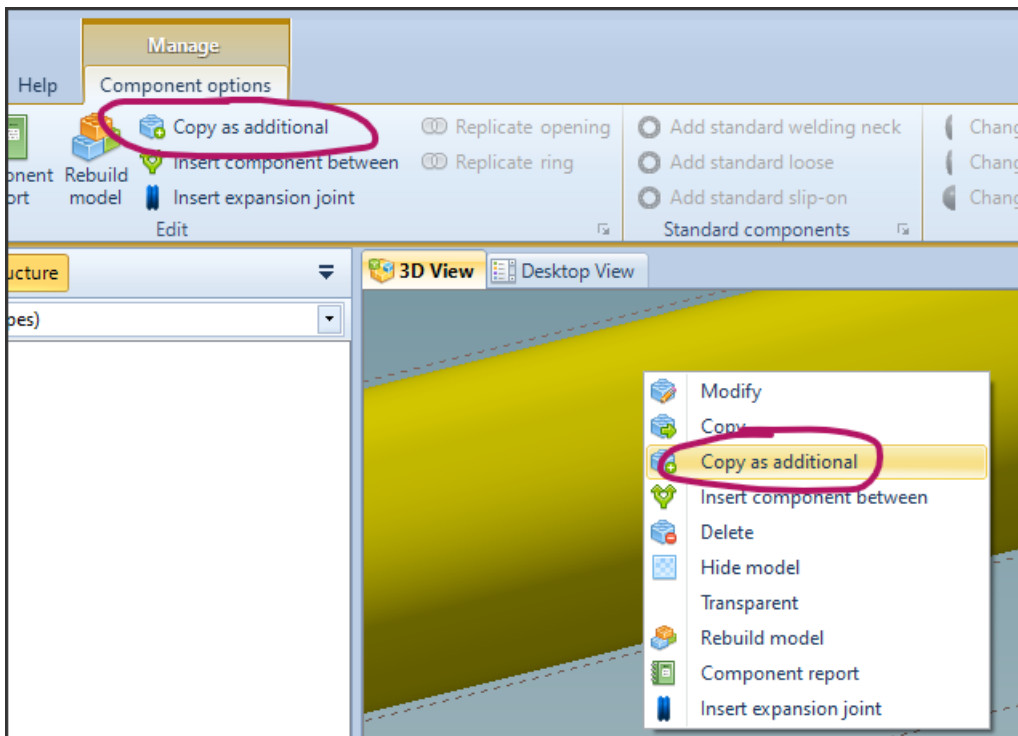 Manage
Help
Component options
Copy as additional
Insert component between
Insert expansion joint
Rebuild
model
Edit
Replicate opening
Replicate ring
Add standard welding neck
Add standard loose
Add standard slip-on
Standard components
3D View
Desktop View
Modify
Copy
Copy as additional
Insert component between
Delete
Hide model
Transparent
Rebuild model
Component report
Insert expansion joint